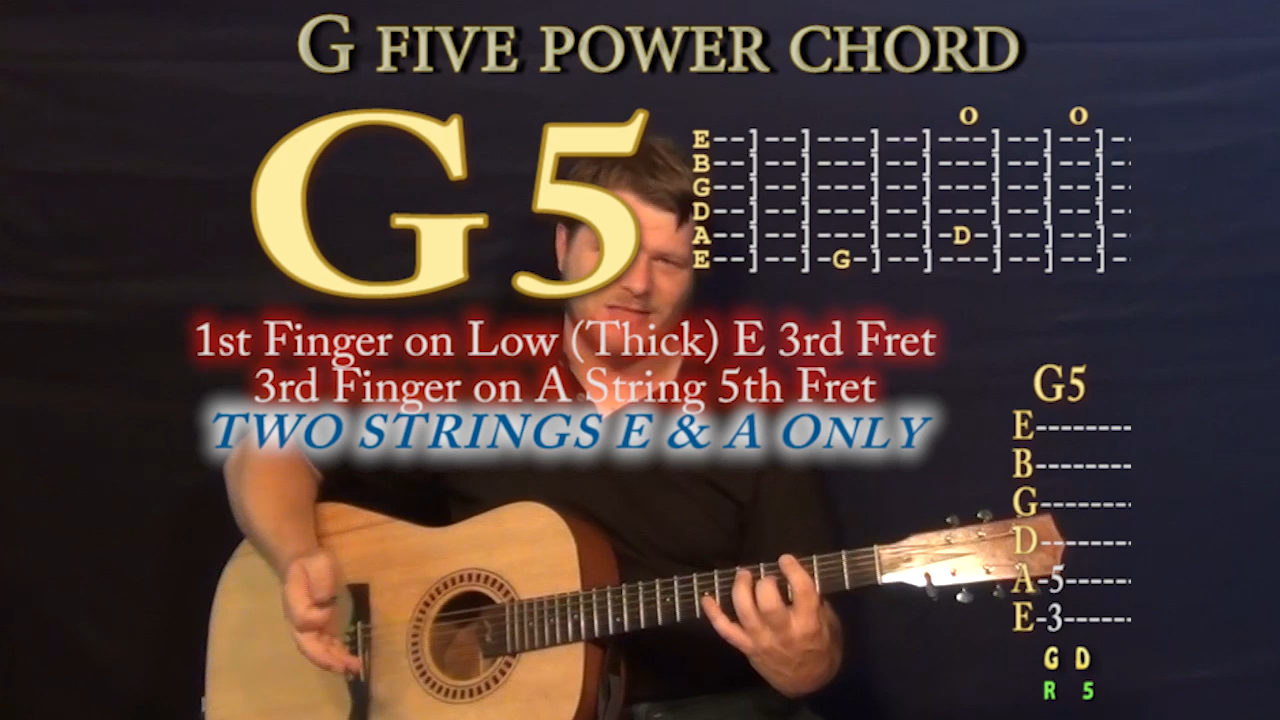 G FIVE POWER CHORD
G5
O O
E--]--]---]--]---]--]--]--
B--]--]---]--]---]--]--]--
G--]--]---]--]---]--]--]--
D--]--]---]--]---]--]--]--
A--]--]---]--]-D-]--]--]--
E--]--]-G-]--]---]--]--]--
1st Finger on Low (Thick) E 3rd Fret
3rd Finger on A String 5th Fret
TWO STRINGS E & A ONLY
G5
E--------
B--------
G--------
D--------
A-5------
E-3------
G D
R 5